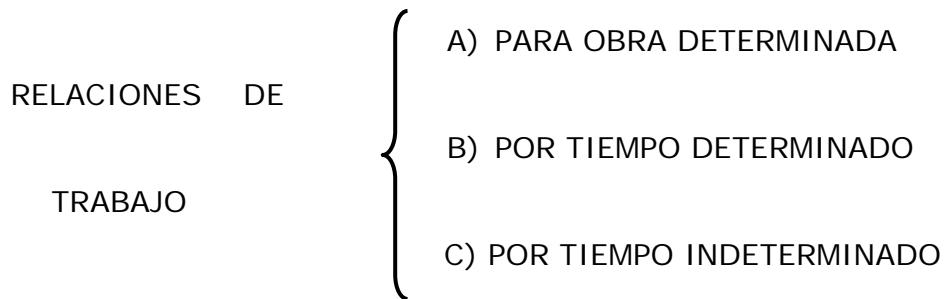 RELACIONES DE
TRABAJO
A) PARA OBRA DETERMINADA
B) POR TIEMPO DETERMINADO
C) POR TIEMPO INDETERMINADO